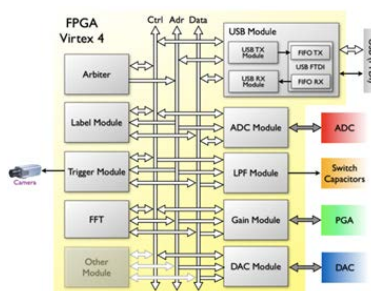 FPGA
Virtex 4
Ctrl Adr Data
USB Module
USB TX Module
FIFO TX
USB FTDI
USB RX Module
FIFO RX
Arbiter
Label Module
ADC Module
ADC
Camera
Trigger Module
LPF Module
Switch
Capacitors
FFT
Gain Module
PGA
Other
Module
DAC Module
DAC